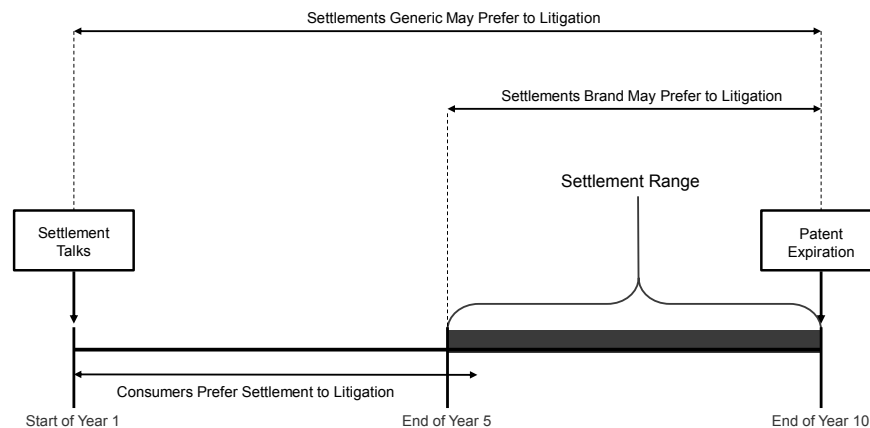 Settlements Generic May Prefer to Litigation
Settlements Brand May Prefer to Litigation
Settlement Range
Settlement
Talks
Patent
Expiration
Consumers Prefer Settlement to Litigation
Start of Year 1
End of Year 5
End of Year 10